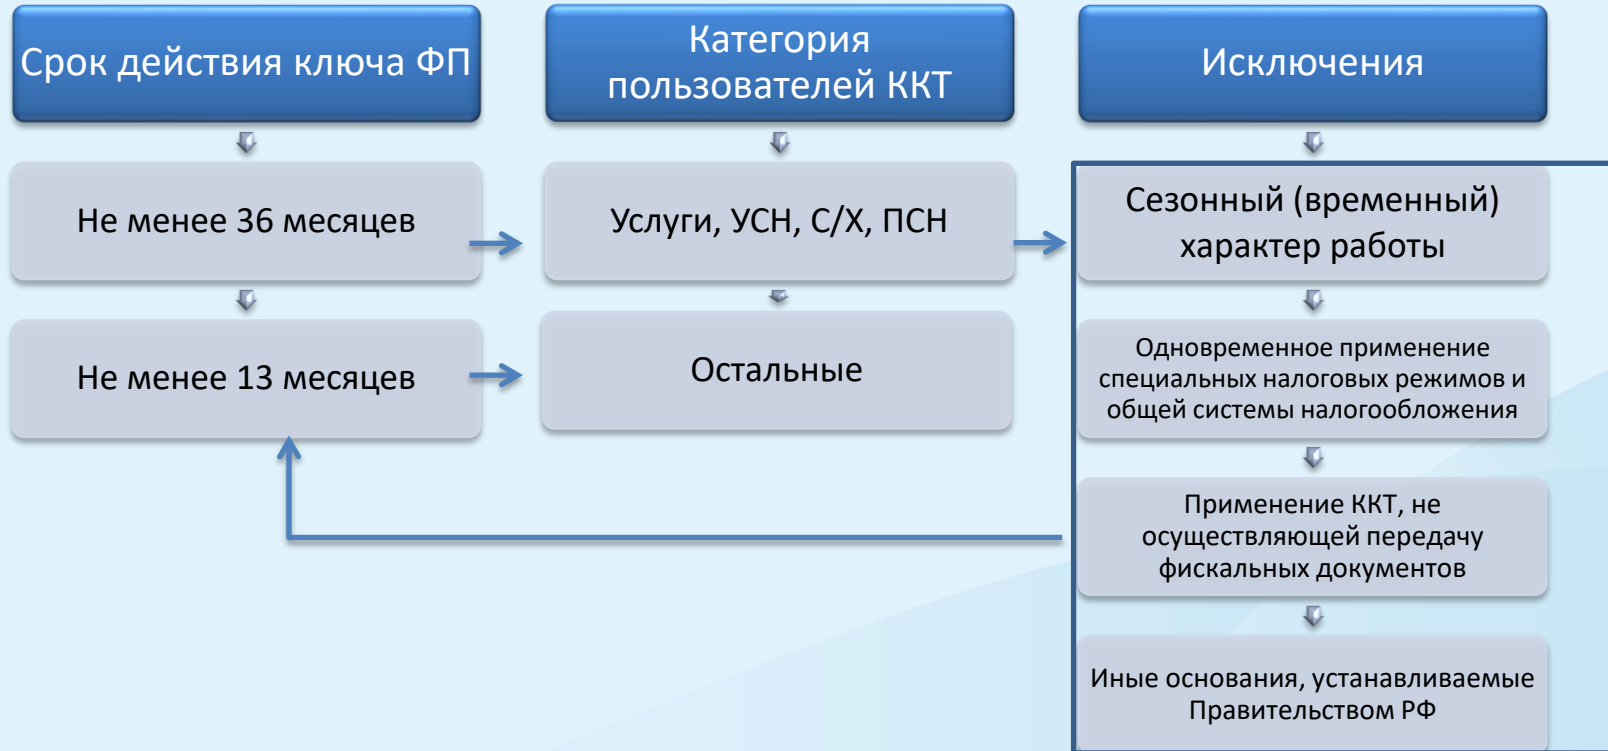 Срок действия ключа ФП
Категория
пользователей ККТ
Исключения
Не менее 36 месяцев
Услуги, УСН, С/Х, ПСН
Сезонный (временный)
характер работы
Не менее 13 месяцев
Остальные
Одновременное применение
специальных налоговых режимов и
общей системы налогообложения
Применение ККТ, не
осуществляющей передачу
фискальных документов
Иные основания, устанавливаемые
Правительством РФ